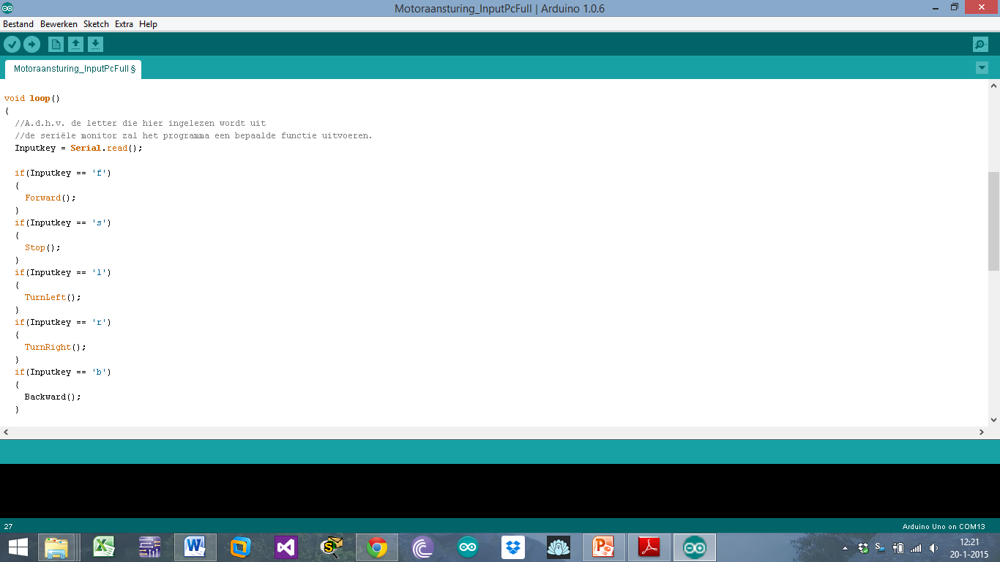 Motoraansturing_InputPcFull | Arduino 1.0.6
Bestand Bewerken Sketch Extra Help
Motoraansturing_InputPcFull §
void loop()
{
//A.d.h.v. de letter die hier ingelezen wordt uit
//de seriële monitor zal het programma een bepaalde functie uitvoeren.
Inputkey = Serial.read();
if(Inputkey == 'f')
{
Forward();
}
if(Inputkey == 's')
{
Stop();
}
if(Inputkey == 'l')
{
TurnLeft();
}
if(Inputkey == 'r')
{
TurnRight();
}
if(Inputkey == 'b')
{
Backward();
}
27
Arduino Uno on COM13
12:21
20-1-2015